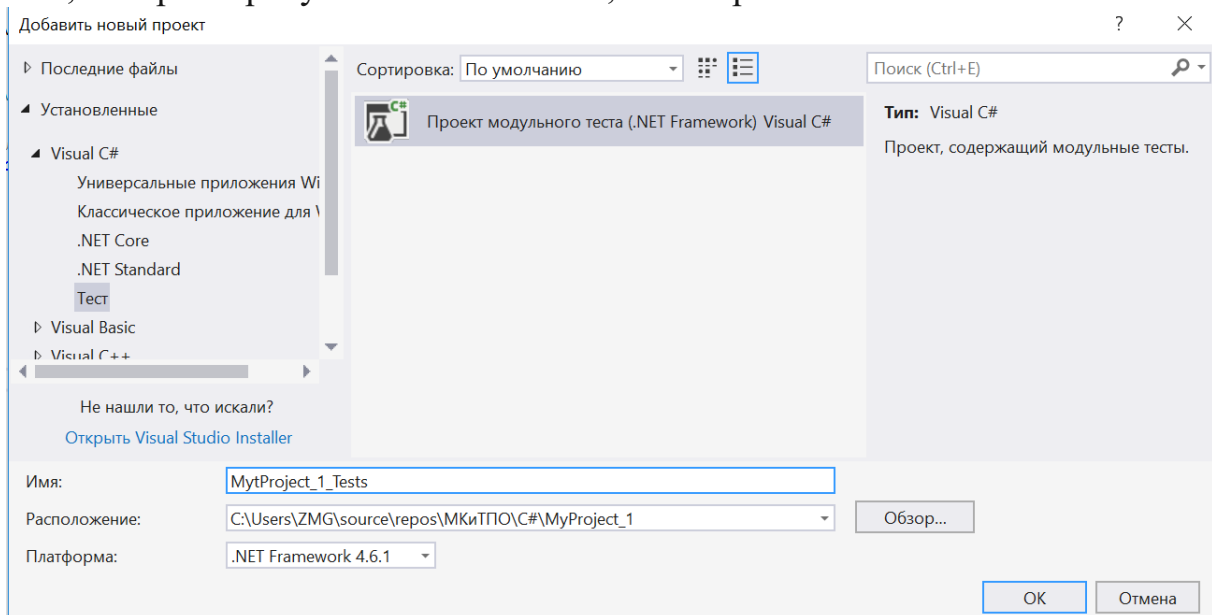 Добавить новый проект
?
Последние файлы
Установленные
Visual C#
Универсальные приложения Wi
Классическое приложение для
.NET Core
.NET Standard
Тест
Visual Basic
Visual C++
Не нашли то, что искали?
Открыть Visual Studio Installer
Сортировка: По умолчанию
C#
Проект модульного теста (.NET Framework) Visual C#
Поиск (Ctrl+E)
Тип: Visual C#
Проект, содержащий модульные тесты.
Имя: MytProject_1_Tests
Расположение: C:\Users\ZMG\source\repos\МКиТПО\C#\MyProject_1 Обзор...
Платформа: .NET Framework 4.6.1
ОК Отмена